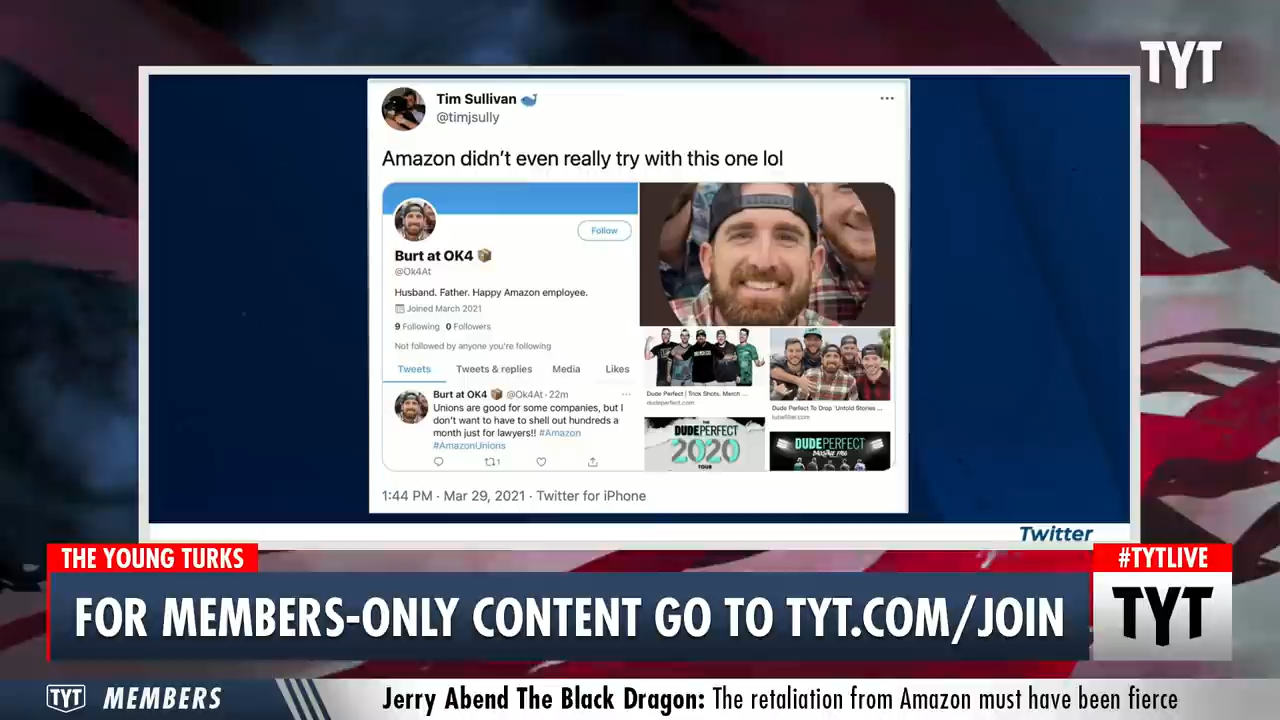 TYT
Tim Sullivan
@timjsully
Amazon didn't even really try with this one lol
Follow
Burt at OK4
@Ok4At
Husband. Father. Happy Amazon employee.
Joined March 2021
9 Following 0 Followers
Not followed by anyone you're following
Tweets Tweets & replies Media Likes
Burt at OK4 @Ok4At · 22m
Unions are good for some companies, but I
don't want to have to shell out hundreds a
month just for lawyers!! #Amazon
#AmazonUnions
1
Dude Perfect | Trick Shots, Merch ...
dudeperfect.com
Dude Perfect To Drop 'Untold Stories ...
tubefilter.com
THE
DUDEPERFECT
2020
TOUR
DUDEPERFECT
1:44 PM · Mar 29, 2021 · Twitter for iPhone
Twitter
THE YOUNG TURKS
#TYTLIVE
FOR MEMBERS-ONLY CONTENT GO TO TYT.COM/JOIN
TYT
TYT MEMBERS
Jerry Abend The Black Dragon: The retaliation from Amazon must have been fierce